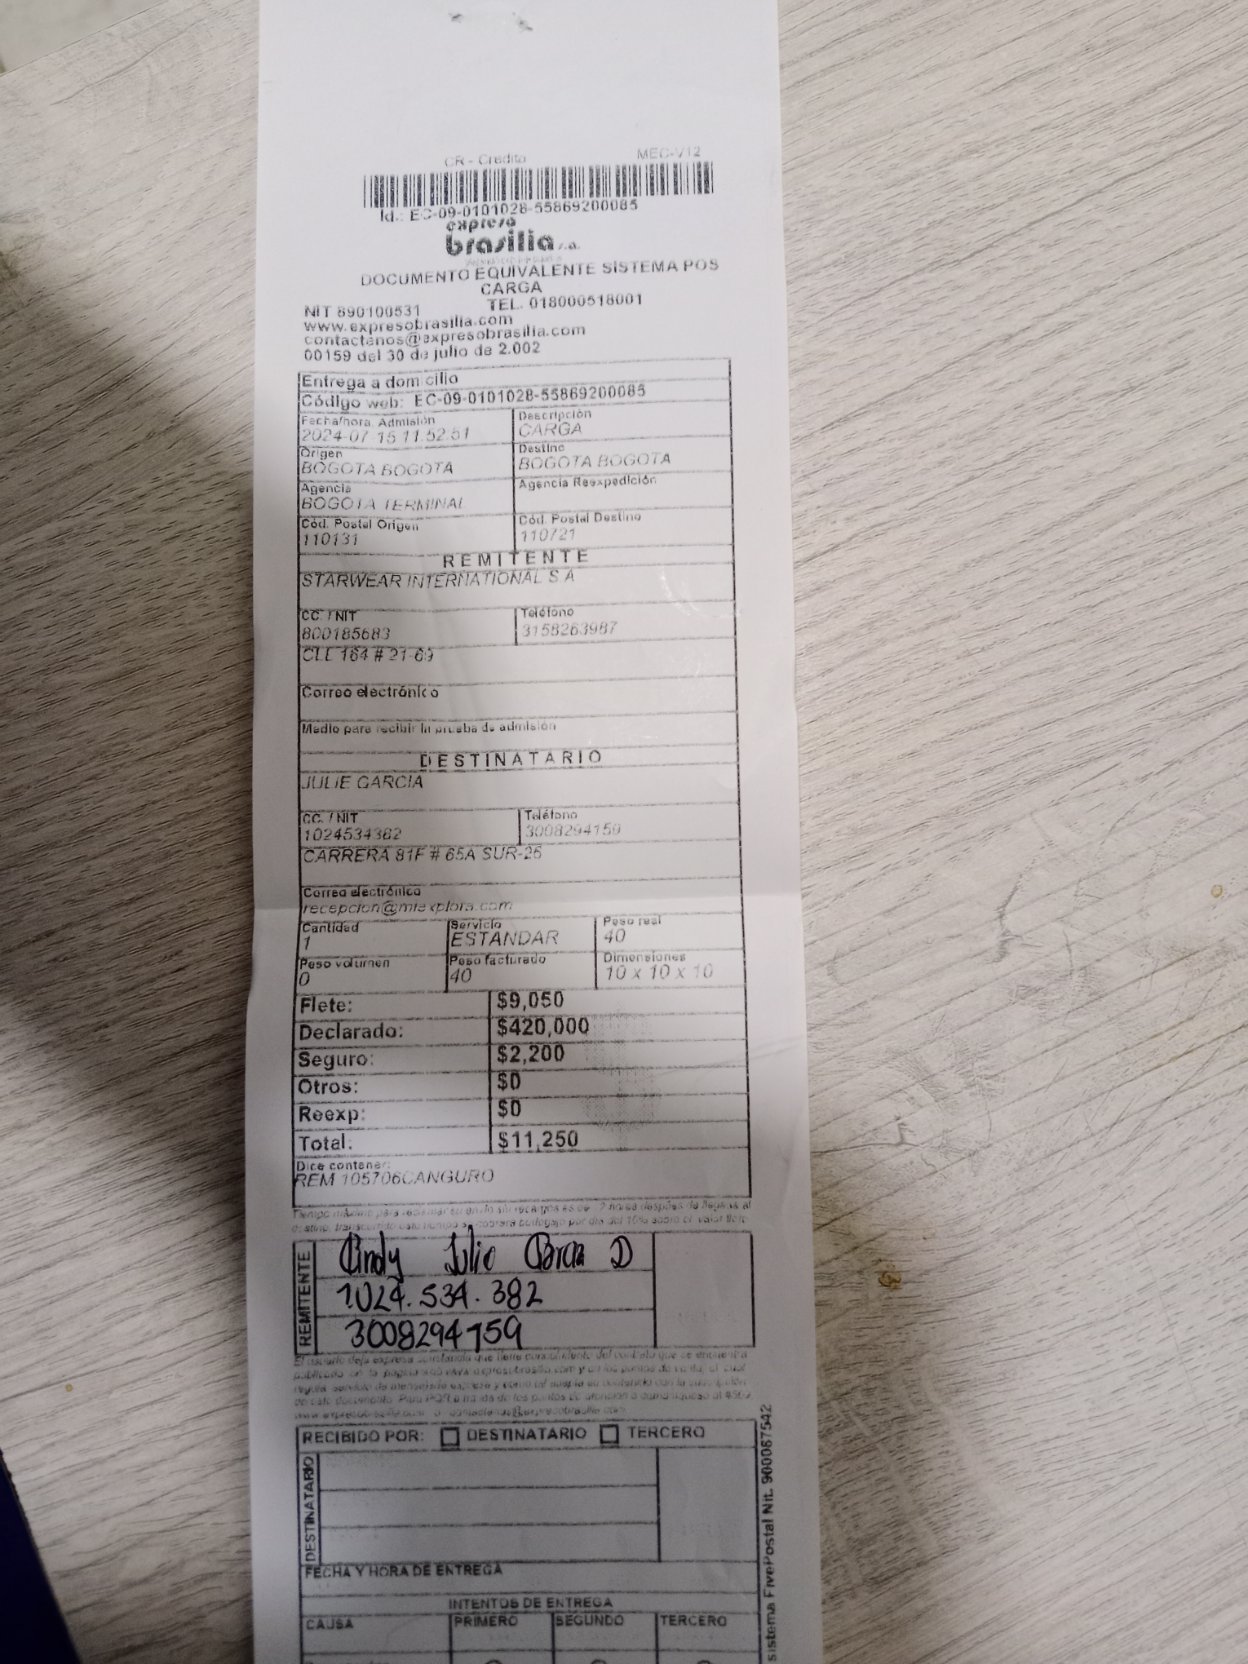 CR - Credito MEC-V12
Id.: EC-09-0101028-55869200085
expreso
brasilia s.a.
DOCUMENTO EQUIVALENTE SISTEMA POS
CARGA
NIT 890100531 TEL. 018000518001
www.expresobrasilia.com
contactenos@expresobrasilia.com
00159 del 30 de julio de 2.002
Entrega a domicilio
Código web: EC-09-0101028-55869200085
Fecha/hora Admisión Descripción
2024-07-15 11:52:51 CARGA
Origen Destino
BOGOTA BOGOTA BOGOTA BOGOTA
Agencia Agencia Reexpedición
BOGOTA TERMINAL
Cód. Postal Origen Cód. Postal Destino
110131 110721
REMITENTE
STARWEAR INTERNATIONAL S A
CC / NIT Teléfono
800185683 3158263987
CLL 164 # 21-69
Correo electrónico
Medio para recibir la prueba de admisión
DESTINATARIO
JULIE GARCIA
CC. / NIT Teléfono
1024534382 3008294159
CARRERA 81F # 65A SUR-26
Correo electrónico
recepcion@miexplora.com
Cantidad Servicio Peso real
1 ESTANDAR 40
Peso volumen Peso facturado Dimensiones
0 40 10 x 10 x 10
Flete: $9,050
Declarado: $420,000
Seguro: $2,200
Otros: $0
Reexp: $0
Total: $11,250
Dice contener:
REM 105706CANGURO
REMITENTE
Cindy Julie
1.024.534.382
3008294159
RECIBIDO POR: DESTINATARIO TERCERO
DESTINATARIO
FECHA Y HORA DE ENTREGA
INTENTOS DE ENTREGA
CAUSA PRIMERO SEGUNDO TERCERO
sistema FivePostal Nit. 900087542